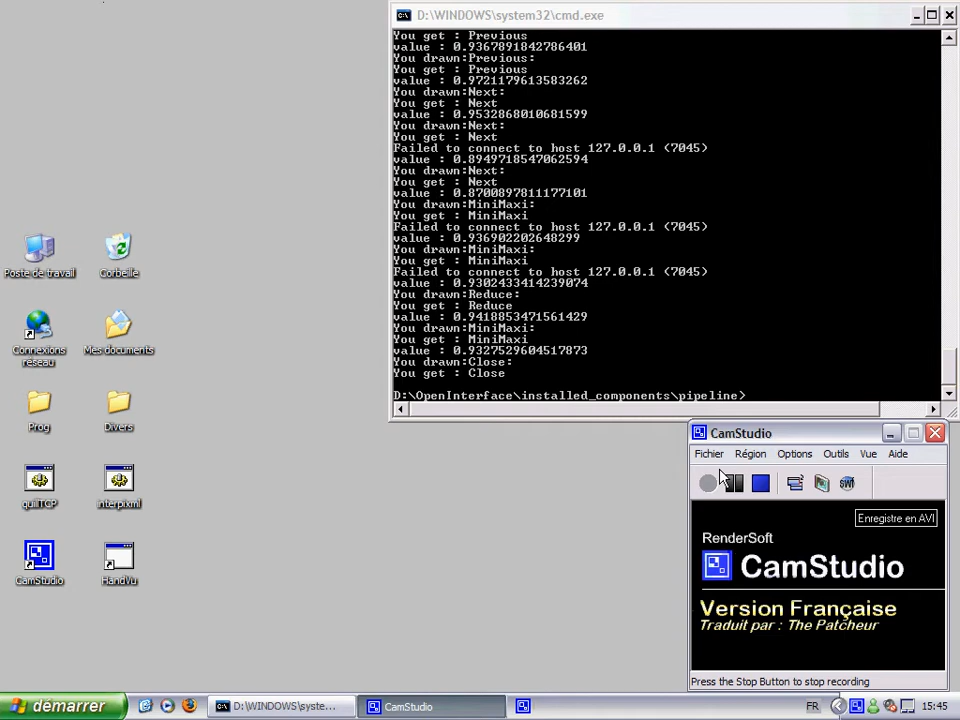 D:\WINDOWS\system32\cmd.exe
You get : Previous
value : 0.9367891842786401
You drawn:Previous:
You get : Previous
value : 0.9721179613583262
You drawn:Next:
You get : Next
value : 0.9532868010681599
You drawn:Next:
You get : Next
Failed to connect to host 127.0.0.1 (7045)
value : 0.8949718547062594
You drawn:Next:
You get : Next
value : 0.8700897811177101
You drawn:MiniMaxi:
You get : MiniMaxi
Failed to connect to host 127.0.0.1 (7045)
value : 0.936902202648299
You drawn:MiniMaxi:
You get : MiniMaxi
Failed to connect to host 127.0.0.1 (7045)
value : 0.9302433414239074
You drawn:Reduce:
You get : Reduce
value : 0.9418853471561429
You drawn:MiniMaxi:
You get : MiniMaxi
value : 0.9327529604517873
You drawn:Close:
You get : Close
D:\OpenInterface\installed_components\pipeline>
Poste de travail
Corbeille
Connexions
réseau
Mes documents
Prog
Divers
quillTCP
interpixml
CamStudio
HandVu
CamStudio
Fichier Région Options Outils Vue Aide
SWF
Enregistre en AVI
RenderSoft
CamStudio
Version Française
Traduit par : The Patcheur
Press the Stop Button to stop recording
démarrer
D:\WINDOWS\syste...
CamStudio
FR
15:45